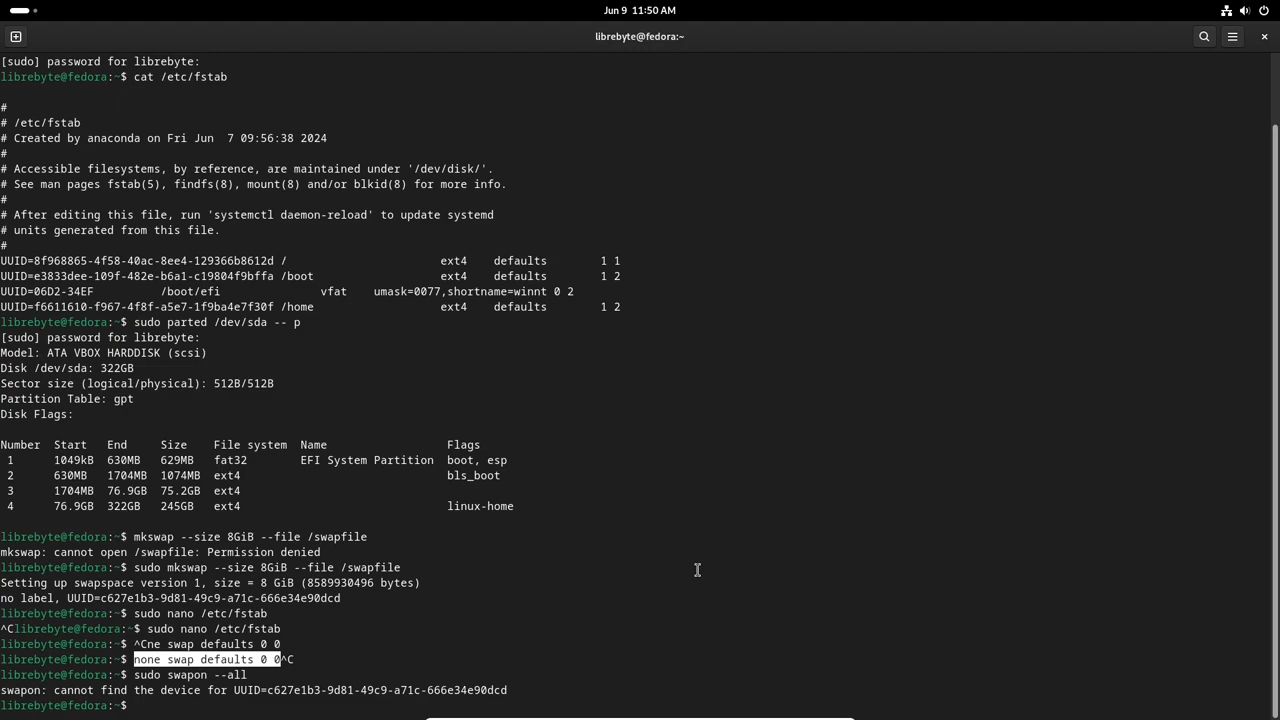 Jun 9 11:50 AM
librebyte@fedora:~
[sudo] password for librebyte:
librebyte@fedora:~$ cat /etc/fstab
#
# /etc/fstab
# Created by anaconda on Fri Jun  7 09:56:38 2024
#
# Accessible filesystems, by reference, are maintained under '/dev/disk/'.
# See man pages fstab(5), findfs(8), mount(8) and/or blkid(8) for more info.
#
# After editing this file, run 'systemctl daemon-reload' to update systemd
# units generated from this file.
#
UUID=8f968865-4f58-40ac-8ee4-129366b8612d /                       ext4    defaults        1 1
UUID=e3833dee-109f-482e-b6a1-c19804f9bffa /boot                   ext4    defaults        1 2
UUID=06D2-34EF          /boot/efi               vfat    umask=0077,shortname=winnt 0 2
UUID=f6611610-f967-4f8f-a5e7-1f9ba4e7f30f /home                   ext4    defaults        1 2
librebyte@fedora:~$ sudo parted /dev/sda -- p
[sudo] password for librebyte:
Model: ATA VBOX HARDDISK (scsi)
Disk /dev/sda: 322GB
Sector size (logical/physical): 512B/512B
Partition Table: gpt
Disk Flags:
Number  Start   End     Size    File system  Name                  Flags
 1      1049kB  630MB   629MB   fat32        EFI System Partition  boot, esp
 2      630MB   1704MB  1074MB  ext4                               bls_boot
 3      1704MB  76.9GB  75.2GB  ext4
 4      76.9GB  322GB   245GB   ext4                               linux-home
librebyte@fedora:~$ mkswap --size 8GiB --file /swapfile
mkswap: cannot open /swapfile: Permission denied
librebyte@fedora:~$ sudo mkswap --size 8GiB --file /swapfile
Setting up swapspace version 1, size = 8 GiB (8589930496 bytes)
no label, UUID=c627e1b3-9d81-49c9-a71c-666e34e90dcd
librebyte@fedora:~$ sudo nano /etc/fstab
^Clibrebyte@fedora:~$ sudo nano /etc/fstab
librebyte@fedora:~$ ^Cne swap defaults 0 0
librebyte@fedora:~$ none swap defaults 0 0^C
librebyte@fedora:~$ sudo swapon --all
swapon: cannot find the device for UUID=c627e1b3-9d81-49c9-a71c-666e34e90dcd
librebyte@fedora:~$